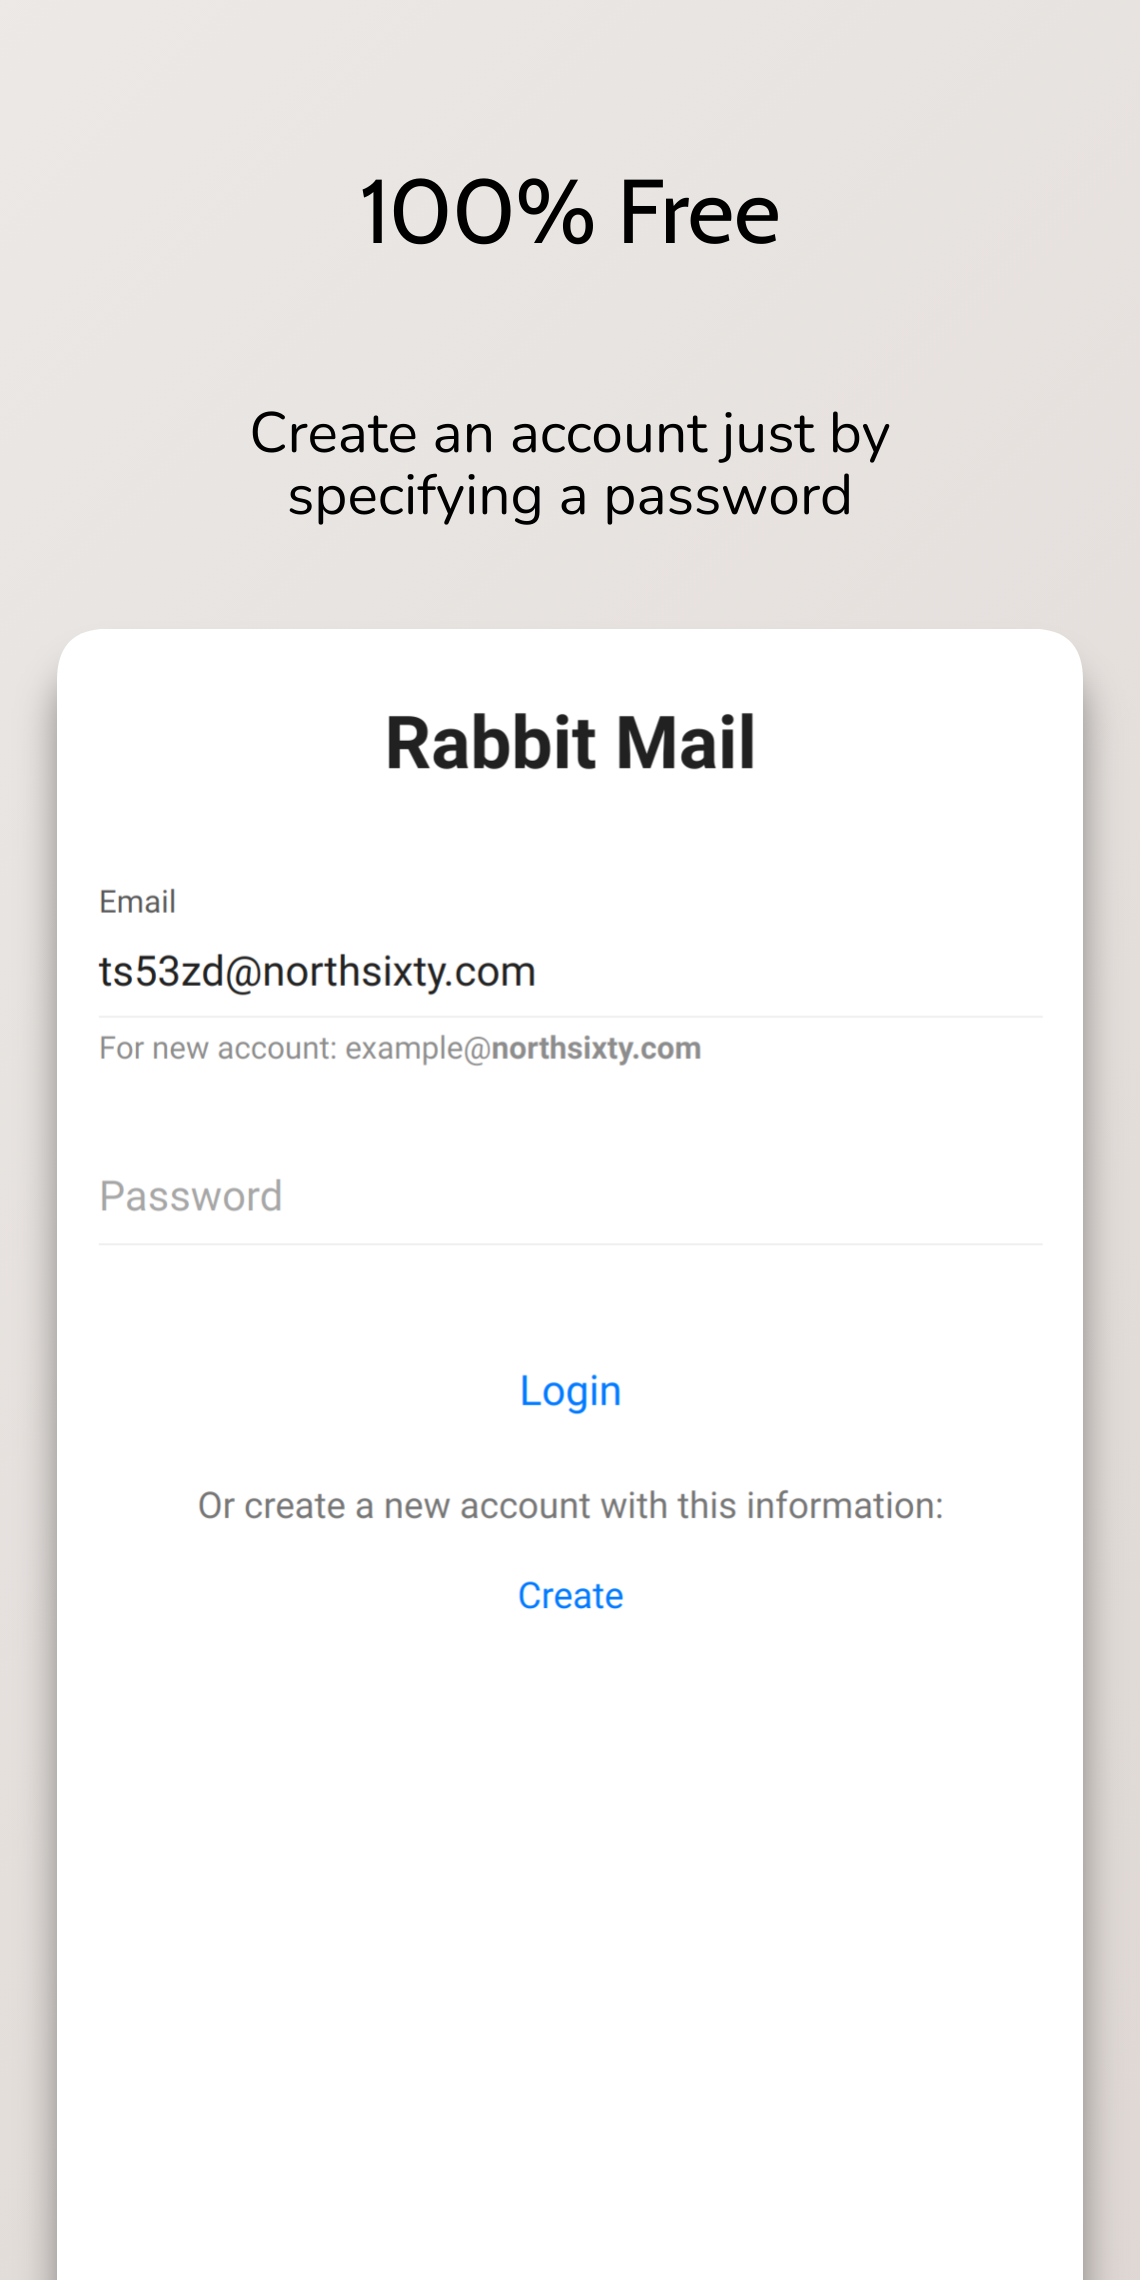 100% Free
Create an account just by
specifying a password
Rabbit Mail
Email
ts53zd@northsixty.com
For new account: example@northsixty.com
Password
Login
Or create a new account with this information:
Create